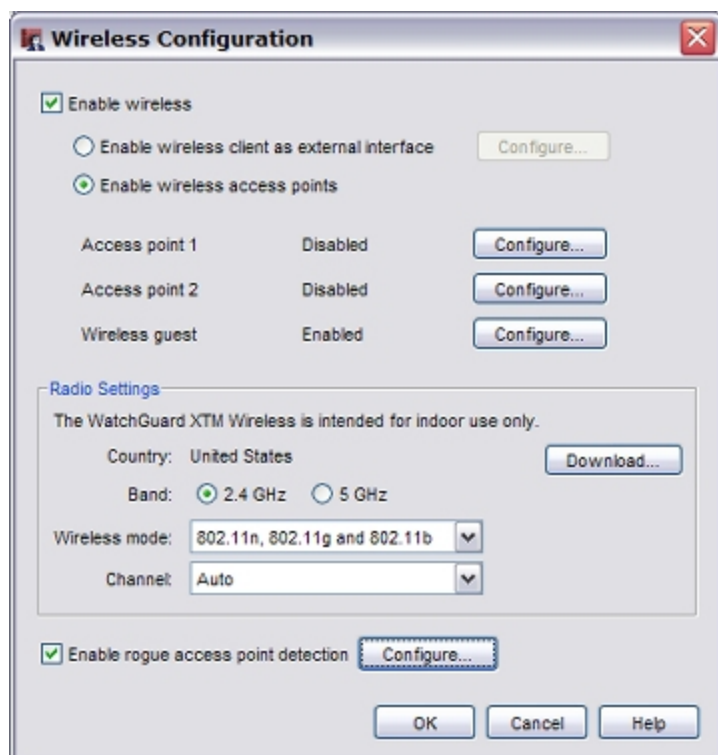 Wireless Configuration
Enable wireless
Enable wireless client as external interface Configure...
Enable wireless access points
Access point 1 Disabled Configure...
Access point 2 Disabled Configure...
Wireless guest Enabled Configure...
Radio Settings
The WatchGuard XTM Wireless is intended for indoor use only.
Country: United States Download...
Band: 2.4 GHz 5 GHz
Wireless mode: 802.11n, 802.11g and 802.11b
Channel: Auto
Enable rogue access point detection Configure...
OK Cancel Help